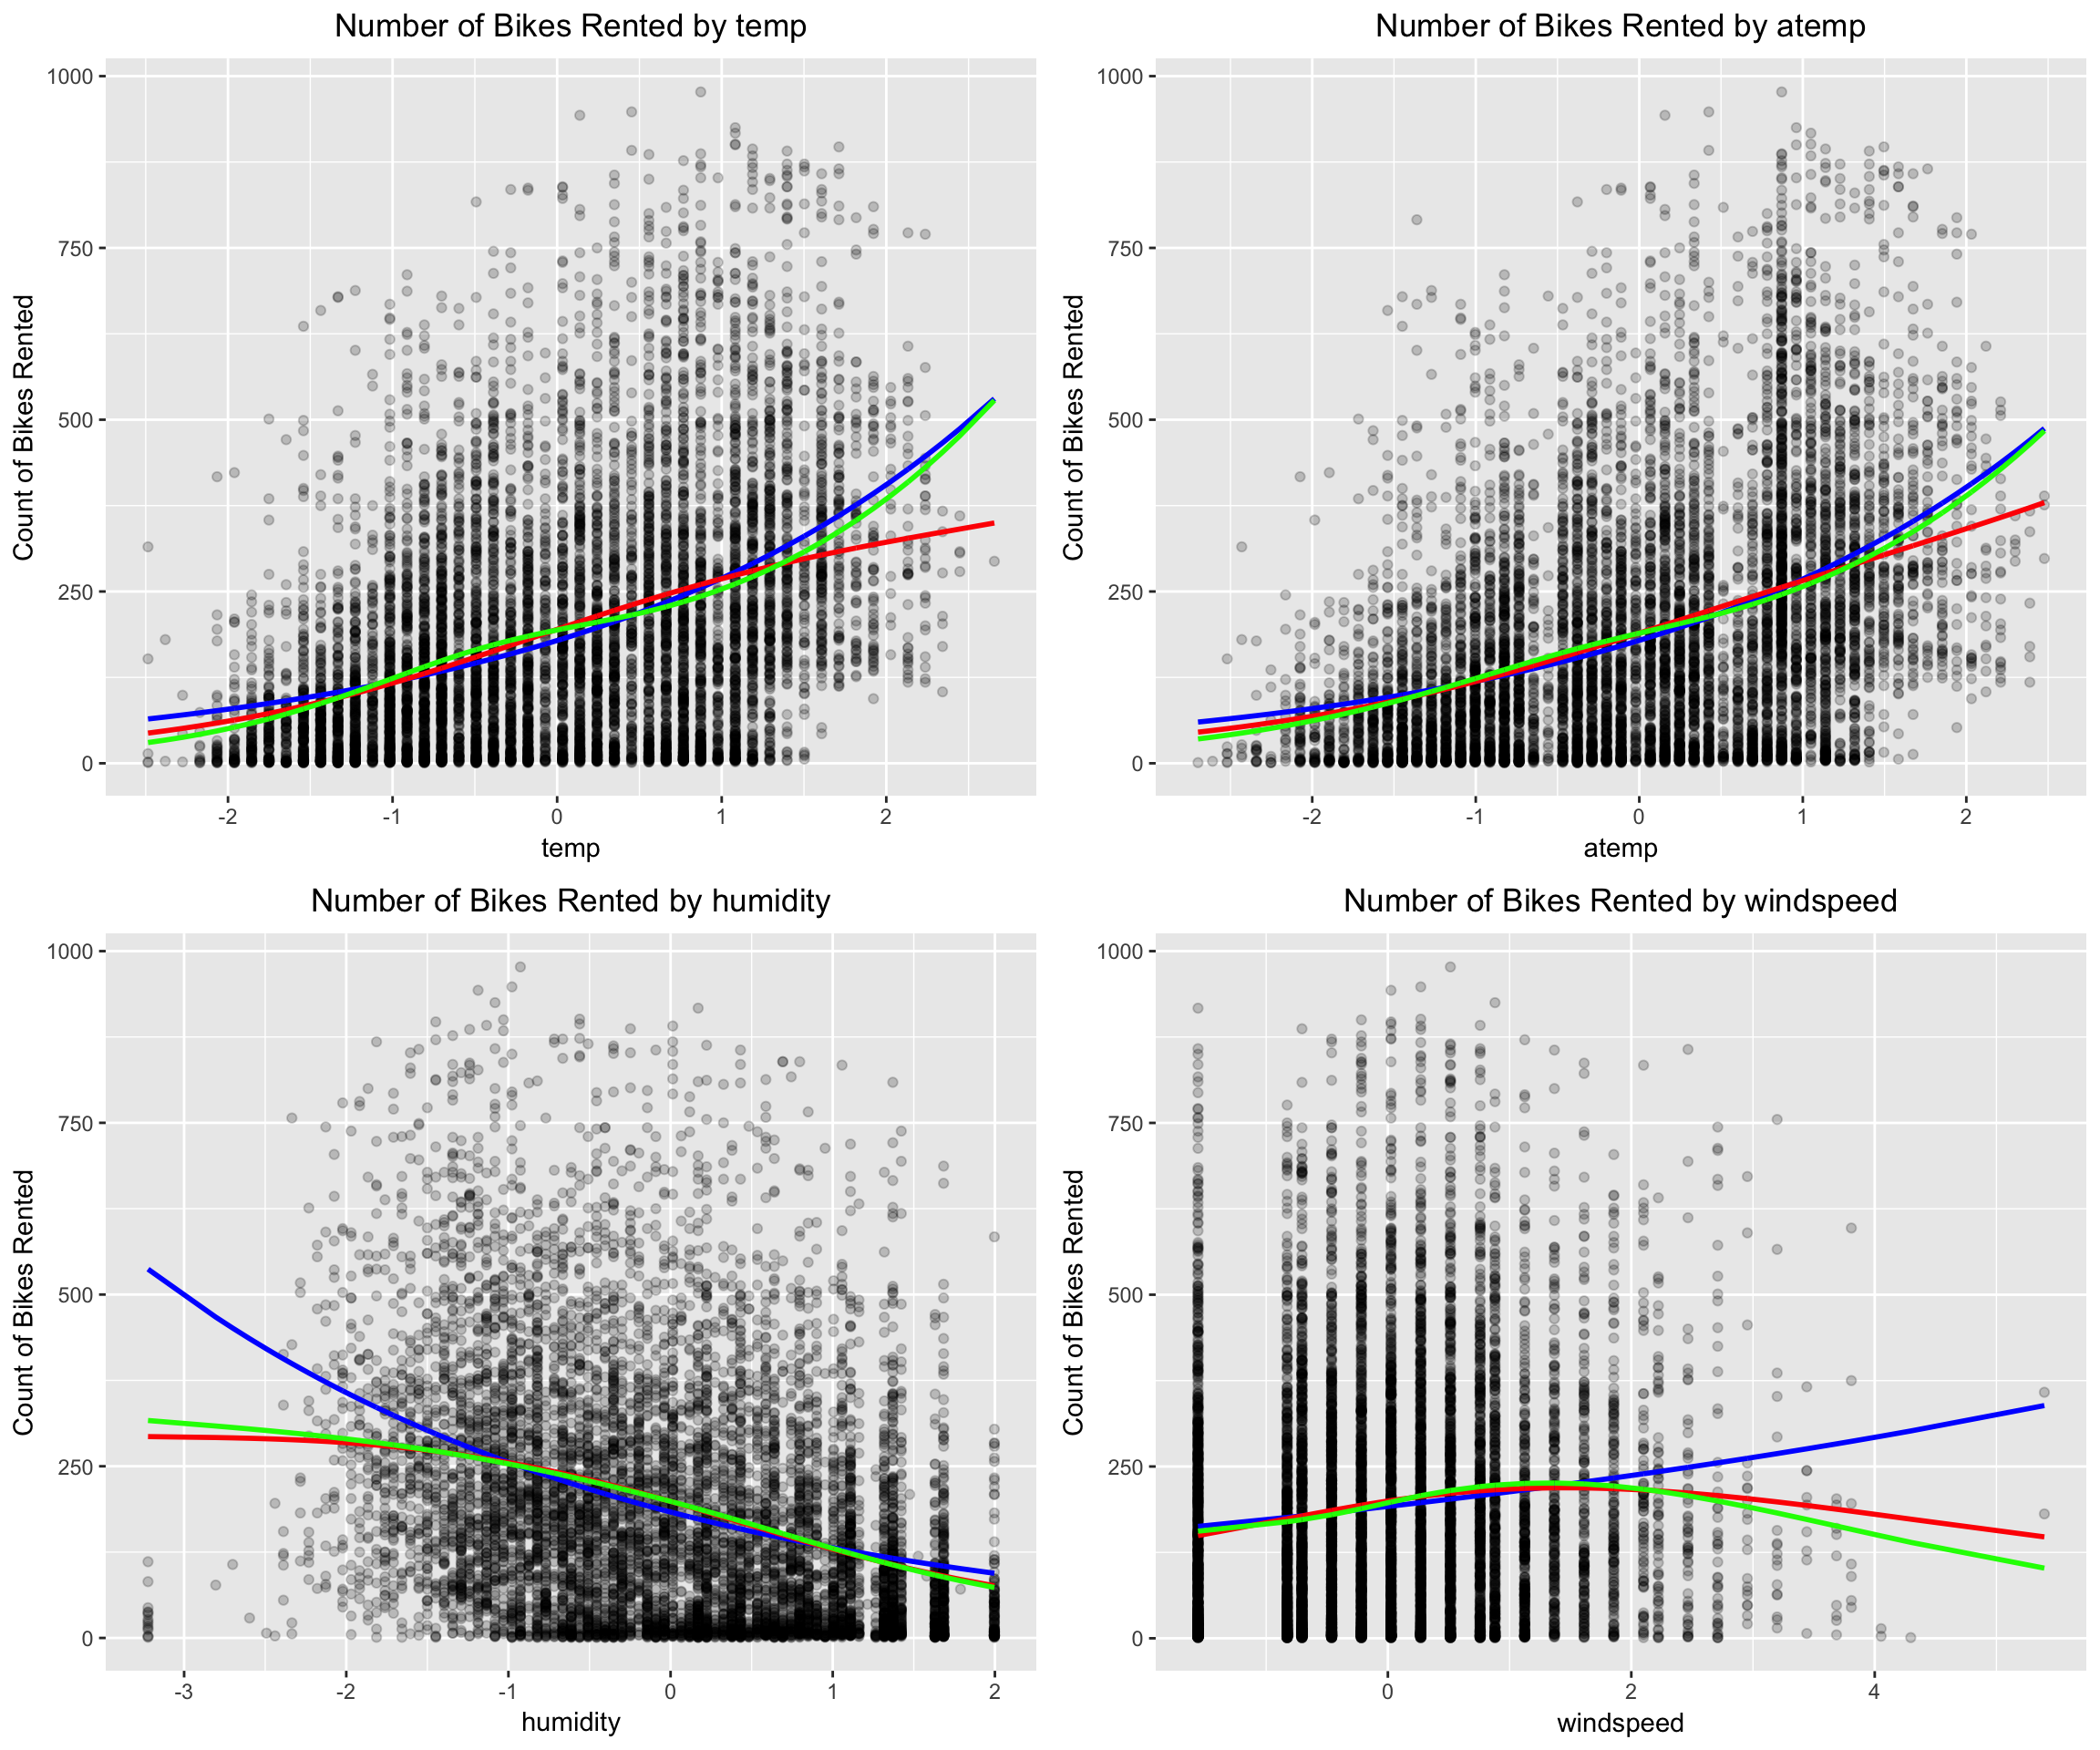 Number of Bikes Rented by temp
1000
750
500
250
0
Count of Bikes Rented
-2 -1 0 1 2
temp
Number of Bikes Rented by atemp
1000
750
500
250
0
Count of Bikes Rented
-2 -1 0 1 2
atemp
Number of Bikes Rented by humidity
1000
750
500
250
0
Count of Bikes Rented
-3 -2 -1 0 1 2
humidity
Number of Bikes Rented by windspeed
1000
750
500
250
0
Count of Bikes Rented
0 2 4
windspeed